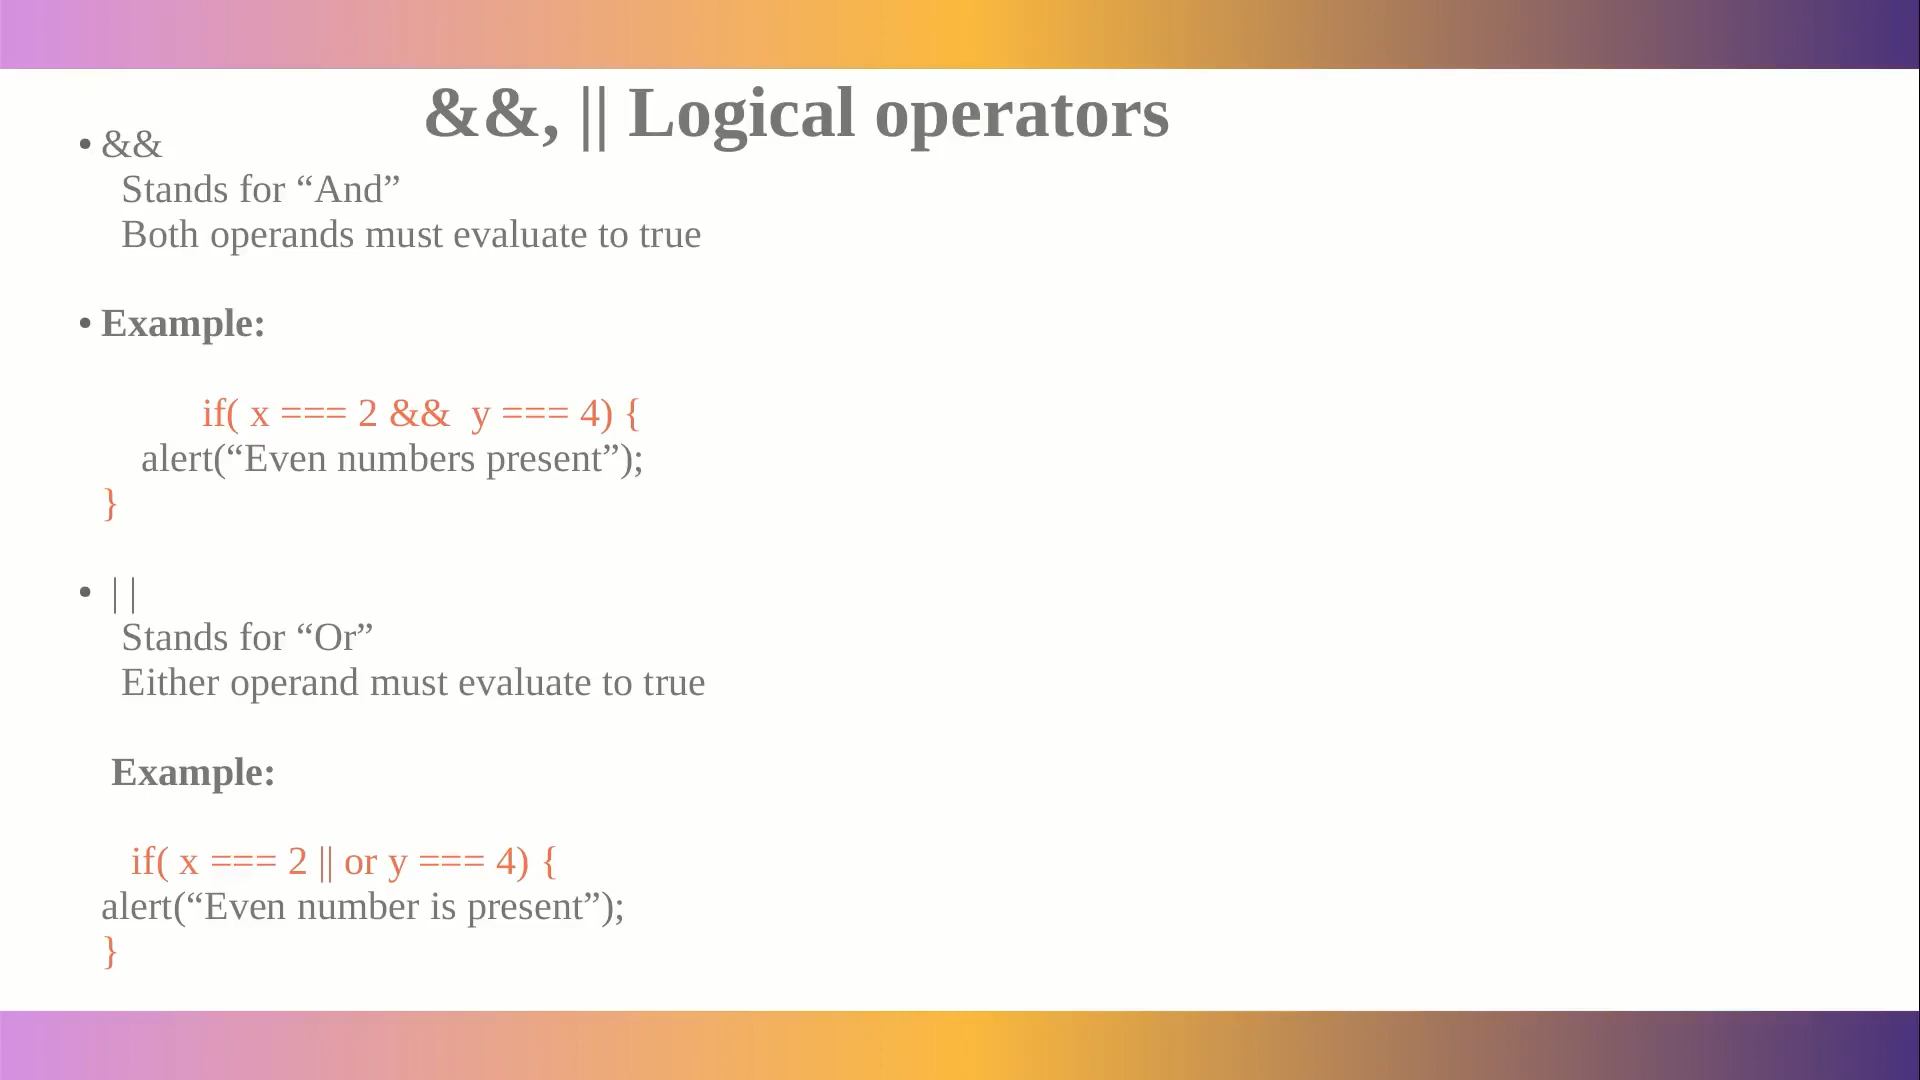 &&, || Logical operators
• &&
Stands for “And”
Both operands must evaluate to true
• Example:
if( x === 2 &&  y === 4) {
alert(“Even numbers present”);
}
• | |
Stands for “Or”
Either operand must evaluate to true
Example:
if( x === 2 || or y === 4) {
alert(“Even number is present”);
}